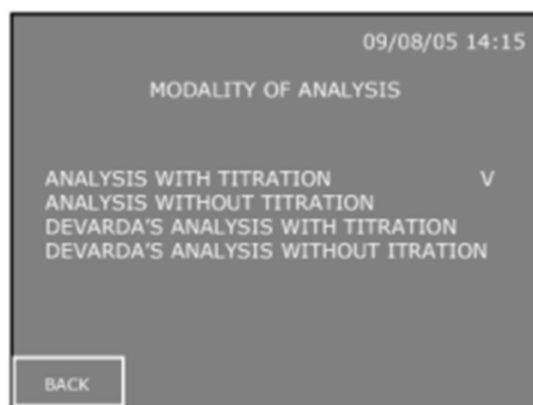 09/08/05 14:15
MODALITY OF ANALYSIS
ANALYSIS WITH TITRATION V
ANALYSIS WITHOUT TITRATION
DEVARDA'S ANALYSIS WITH TITRATION
DEVARDA'S ANALYSIS WITHOUT ITRATION
BACK